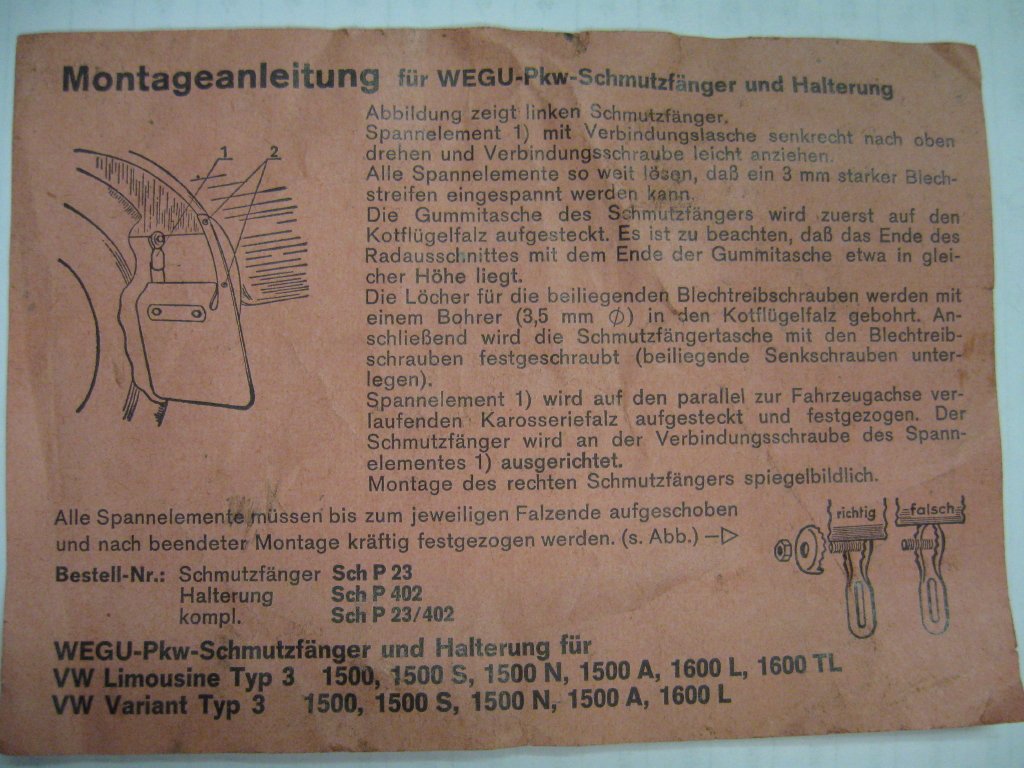 Montageanleitung für WEGU-Pkw-Schmutzfänger und Halterung
1
2
Abbildung zeigt linken Schmutzfänger.
Spannelement 1) mit Verbindungslasche senkrecht nach oben
drehen und Verbindungsschraube leicht anziehen.
Alle Spannelemente so weit lösen, daß ein 3 mm starker Blech-
streifen eingespannt werden kann.
Die Gummitasche des Schmutzfängers wird zuerst auf den
Kotflügelfalz aufgesteckt. Es ist zu beachten, daß das Ende des
Radausschnittes mit dem Ende der Gummitasche etwa in glei-
cher Höhe liegt.
Die Löcher für die beiliegenden Blechtreibschrauben werden mit
einem Bohrer (3,5 mm ∅) in den Kotflügelfalz gebohrt. An-
schließend wird die Schmutzfängertasche mit den Blechtreib-
schrauben festgeschraubt (beiliegende Senkschrauben unter-
legen).
Spannelement 1) wird auf den parallel zur Fahrzeugachse ver-
laufenden Karosseriefalz aufgesteckt und festgezogen. Der
Schmutzfänger wird an der Verbindungsschraube des Spann-
elementes 1) ausgerichtet.
Montage des rechten Schmutzfängers spiegelbildlich.
Alle Spannelemente müssen bis zum jeweiligen Falzende aufgeschoben
und nach beendeter Montage kräftig festgezogen werden. (s. Abb.) –▷
richtig
falsch
Bestell-Nr.: Schmutzfänger Sch P 23
Halterung Sch P 402
kompl. Sch P 23/402
WEGU-Pkw-Schmutzfänger und Halterung für
VW Limousine Typ 3 1500, 1500 S, 1500 N, 1500 A, 1600 L, 1600 TL
VW Variant Typ 3 1500, 1500 S, 1500 N, 1500 A, 1600 L